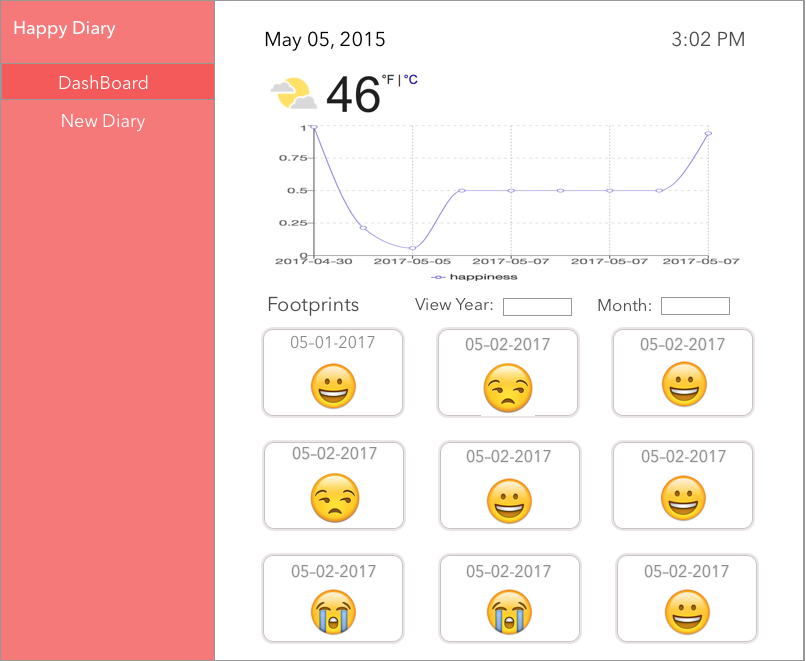 Happy Diary
DashBoard
New Diary
May 05, 2015
3:02 PM
46 °F | °C
1
0.75
0.5
0.25
0
2017-04-30 2017-05-05 2017-05-07 2017-05-07 2017-05-07
happiness
Footprints View Year: Month:
05-01-2017 05-02-2017 05-02-2017
05-02-2017 05-02-2017 05-02-2017
05-02-2017 05-02-2017 05-02-2017